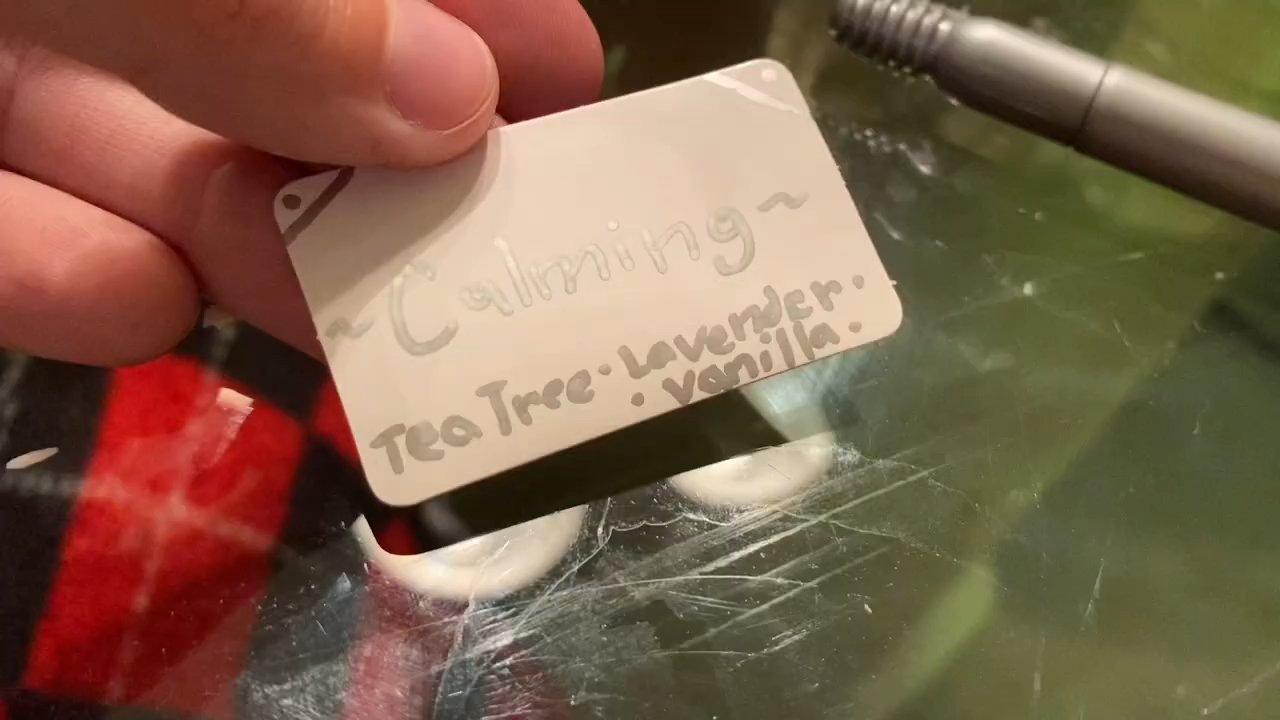 ~Calming~
Tea Tree · Lavender ·
· vanilla ·